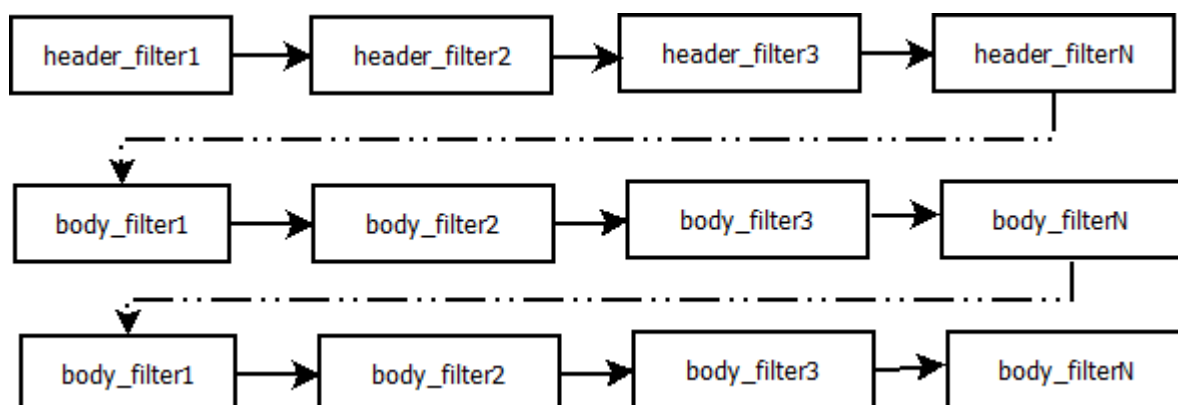 header_filter1
header_filter2
header_filter3
header_filterN
body_filter1
body_filter2
body_filter3
body_filterN
body_filter1
body_filter2
body_filter3
body_filterN